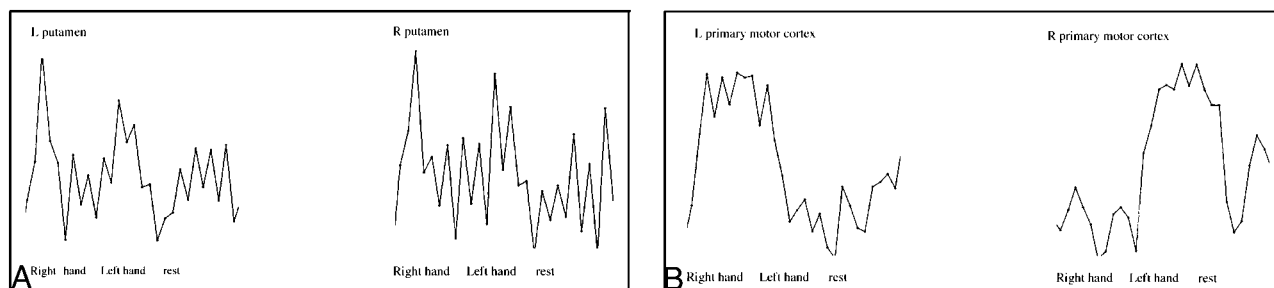 L putamen
R putamen
Right hand Left hand rest
Right hand Left hand rest
A
L primary motor cortex
R primary motor cortex
Right hand Left hand rest
Right hand Left hand rest
B